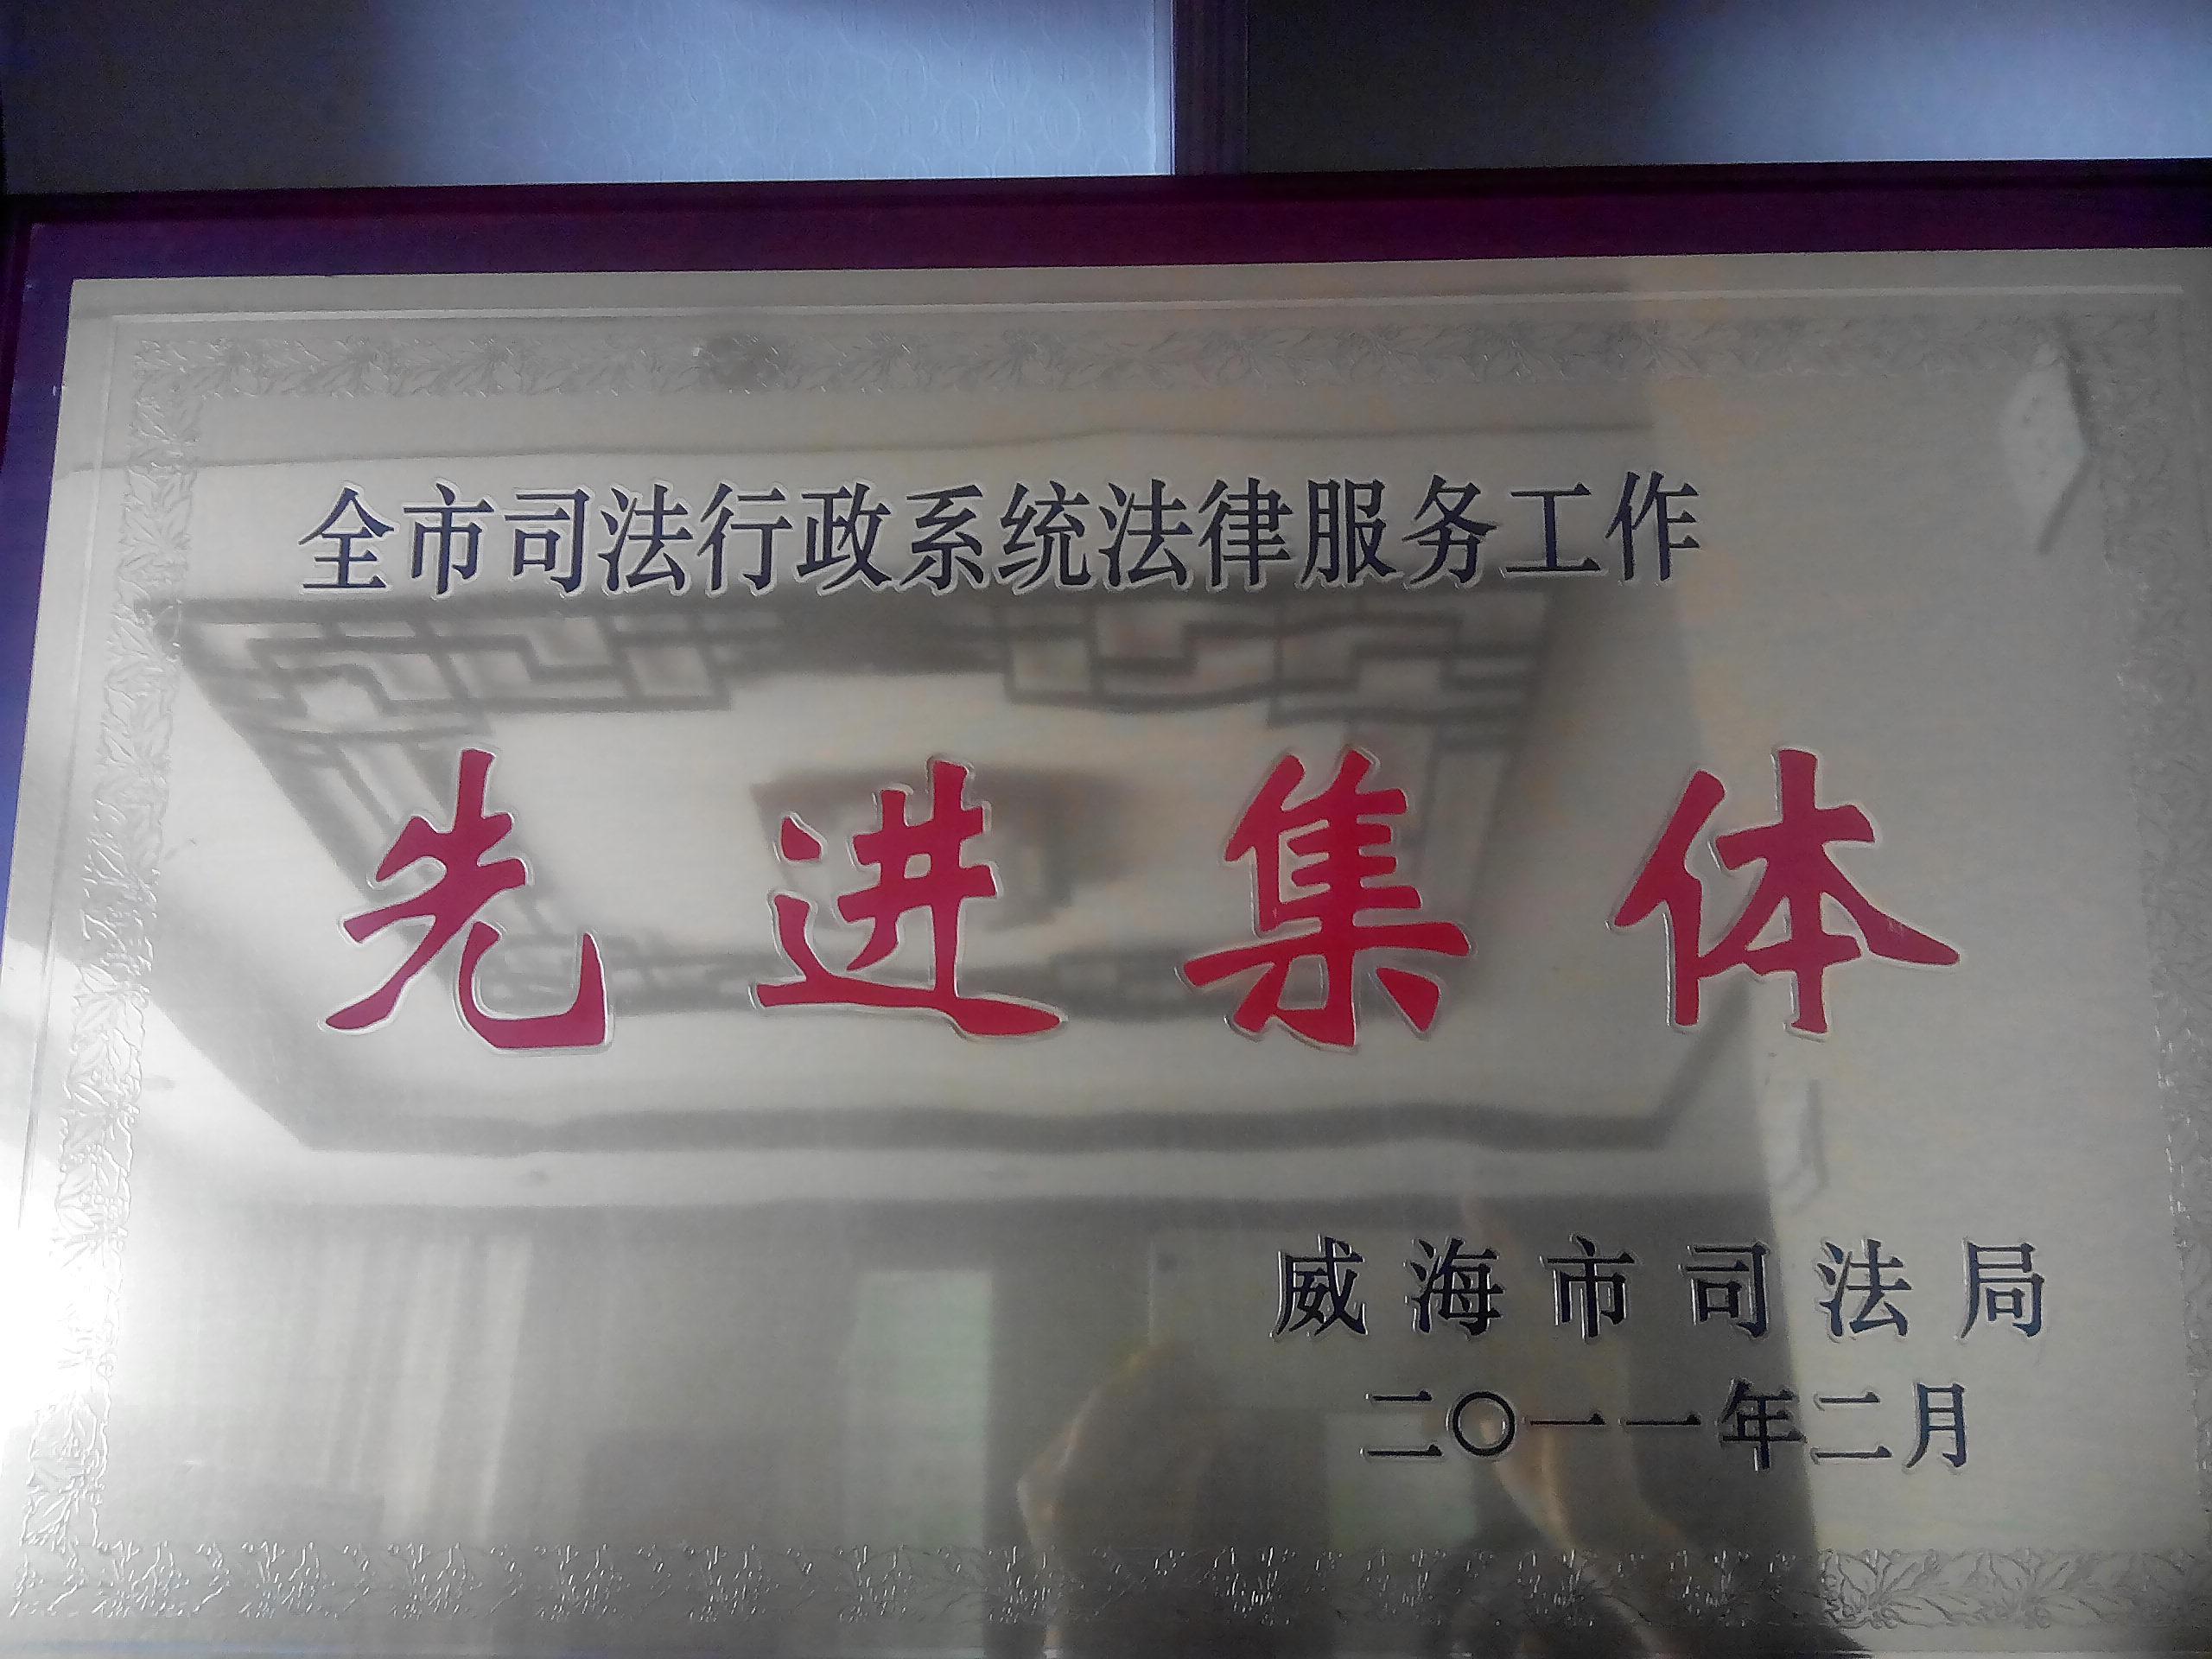 全市司法行政系统法律服务工作
先进集体
威海市司法局
二〇一一年二月